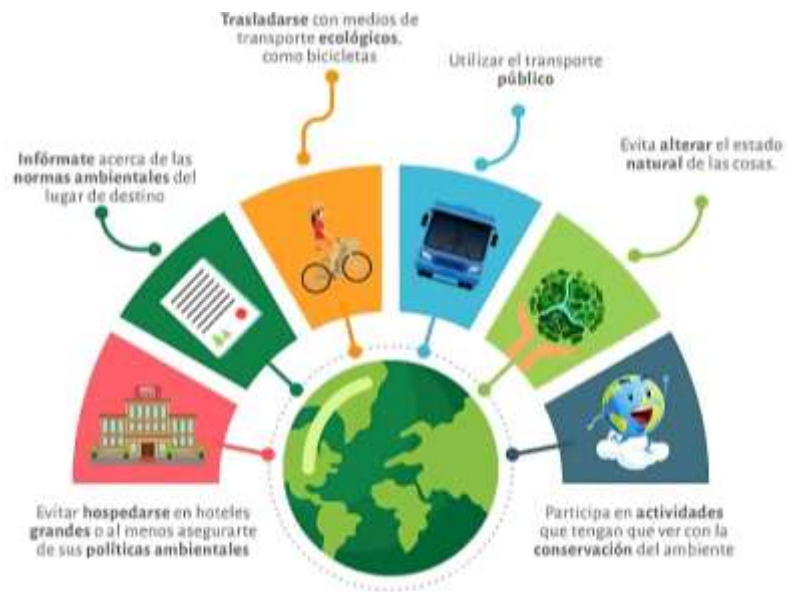 Trasladarse con medios de
transporte ecológicos,
como bicicletas
Utilizar el transporte
público
Evita alterar el estado
natural de las cosas.
Infórmate acerca de las
normas ambientales del
lugar de destino
Evitar hospedarse en hoteles
grandes o al menos asegurarte
de sus políticas ambientales
Participa en actividades
que tengan que ver con la
conservación del ambiente